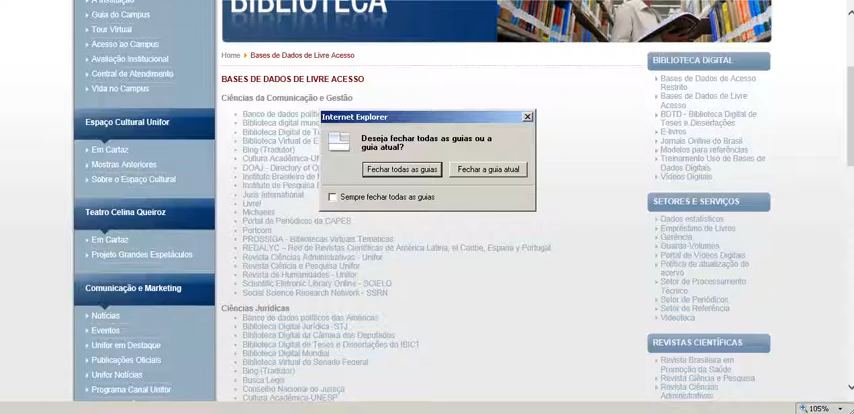 BIBLIOTECA
A Instituição
Guia do Campus
Tour Virtual
Acesso ao Campus
Avaliação Institucional
Central de Atendimento
Vida no Campus
Espaço Cultural Unifor
Em Cartaz
Mostras Anteriores
Sobre o Espaço Cultural
Teatro Celina Queiroz
Em Cartaz
Projeto Grandes Espetáculos
Comunicação e Marketing
Notícias
Eventos
Unifor em Destaque
Publicações Oficiais
Unifor Notícias
Programa Canal Unifor
Home Bases de Dados de Livre Acesso
BASES DE DADOS DE LIVRE ACESSO
Ciências da Comunicação e Gestão
Banco de dados polít
Biblioteca digital mun
Biblioteca Digital de T
Biblioteca Virtual de E
Bing (Tradutor)
Cultura Acadêmica-UN
DOAJ - Directory of O
Instituto Brasileiro de
Instituto de Pesquisa
Juris International
Livre!
Michaelis
Portal de Periódicos da CAPES
Portcom
PROSSIGA - Bibliotecas Virtuais Temáticas
REDALYC - Red de Revistas Científicas de América Latina, el Caribe, Espana y Portugal
Revista Ciências Administrativas - Unifor
Revista Ciência e Pesquisa Unifor
Revista de Humanidades - Unifor
Scientific Eletronic Library Online - SCIELO
Social Science Research Network - SSRN
Ciências Jurídicas
Banco de dados políticos das Américas
Biblioteca Digital Jurídica -STJ
Biblioteca Digital da Câmara dos Deputados
Biblioteca Digital de Teses e Dissertações do IBICT
Biblioteca Digital Mundial
Biblioteca Virtual do Senado Federal
Bing (Tradutor)
Busca Legis
Conselho Nacional de Justiça
Cultura Acadêmica-UNESP
Internet Explorer
Deseja fechar todas as guias ou a
guia atual?
Fechar todas as guias
Fechar a guia atual
Sempre fechar todas as guias
BIBLIOTECA DIGITAL
Bases de Dados de Acesso
Restrito
Bases de Dados de Livre
Acesso
BDTD - Biblioteca Digital de
Teses e Dissertações
E-livros
Jornais Online do Brasil
Modelos para referências
Treinamento Uso de Bases de
Dados Digitais
Vídeos Digitais
SETORES E SERVIÇOS
Dados estatísticos
Empréstimo de Livros
Gerência
Guarda-Volumes
Portal de Vídeos Digitais
Política de atualização do
acervo
Setor de Processamento
Técnico
Setor de Periódicos
Setor de Referência
Videoteca
REVISTAS CIENTÍFICAS
Revista Brasileira em
Promoção da Saúde
Revista Ciência e Pesquisa
Revista Ciências
Administrativas
105%